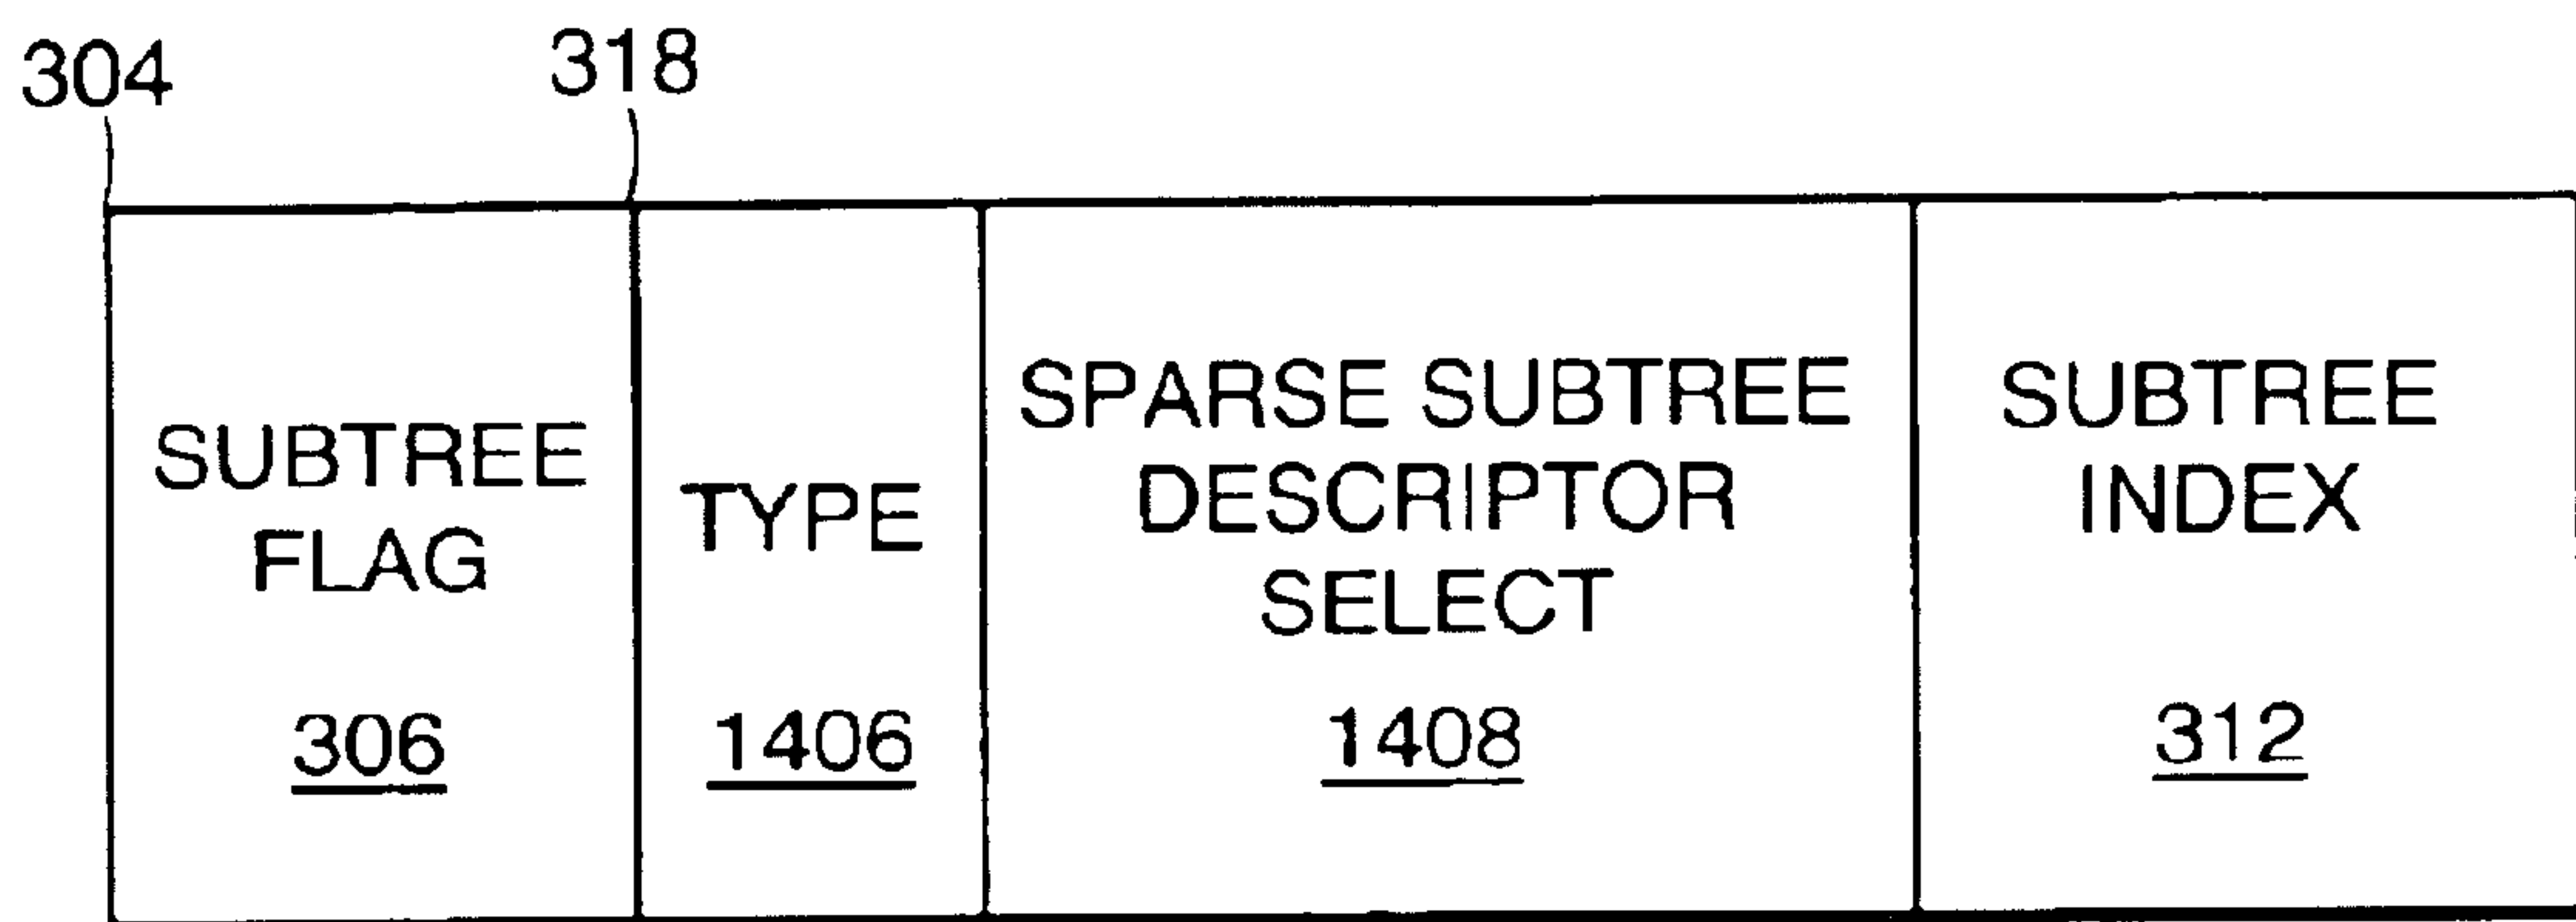 304
318
SUBTREE
FLAG
306
TYPE
1406
SPARSE SUBTREE
DESCRIPTOR
SELECT
1408
SUBTREE
INDEX
312